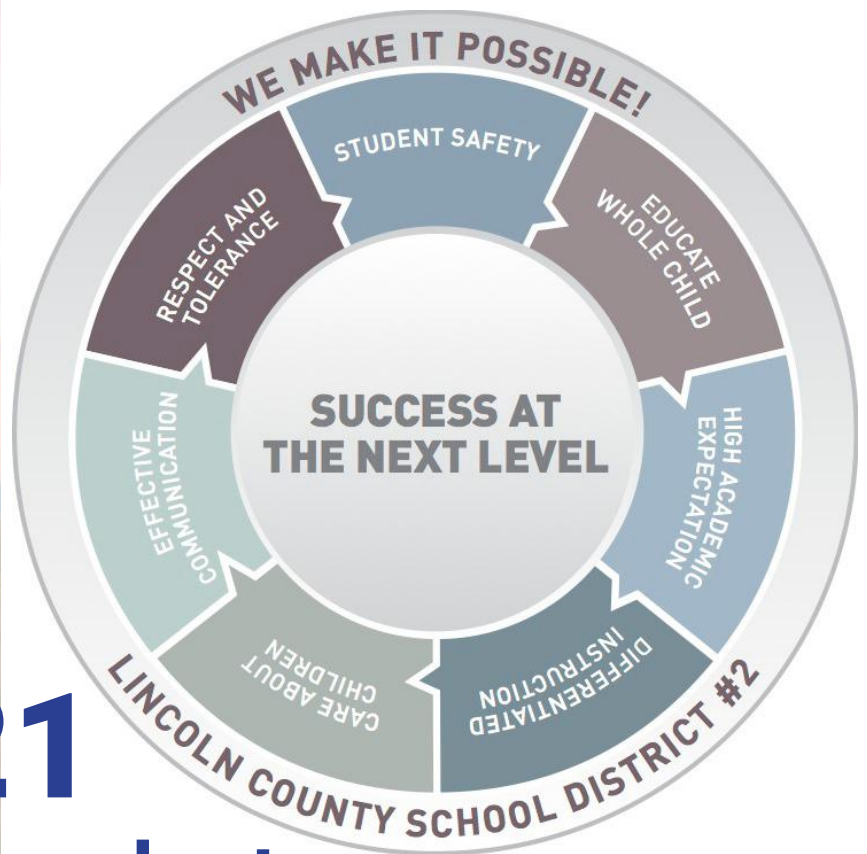 WE MAKE IT POSSIBLE!
STUDENT SAFETY
EDUCATE
WHOLE CHILD
HIGH ACADEMIC
EXPECTATION
DIFFERENTIATED
INSTRUCTION
CARE ABOUT
CHILDREN
EFFECTIVE
COMMUNICATION
RESPECT AND
TOLERANCE
SUCCESS AT
THE NEXT LEVEL
LINCOLN COUNTY SCHOOL DISTRICT #2